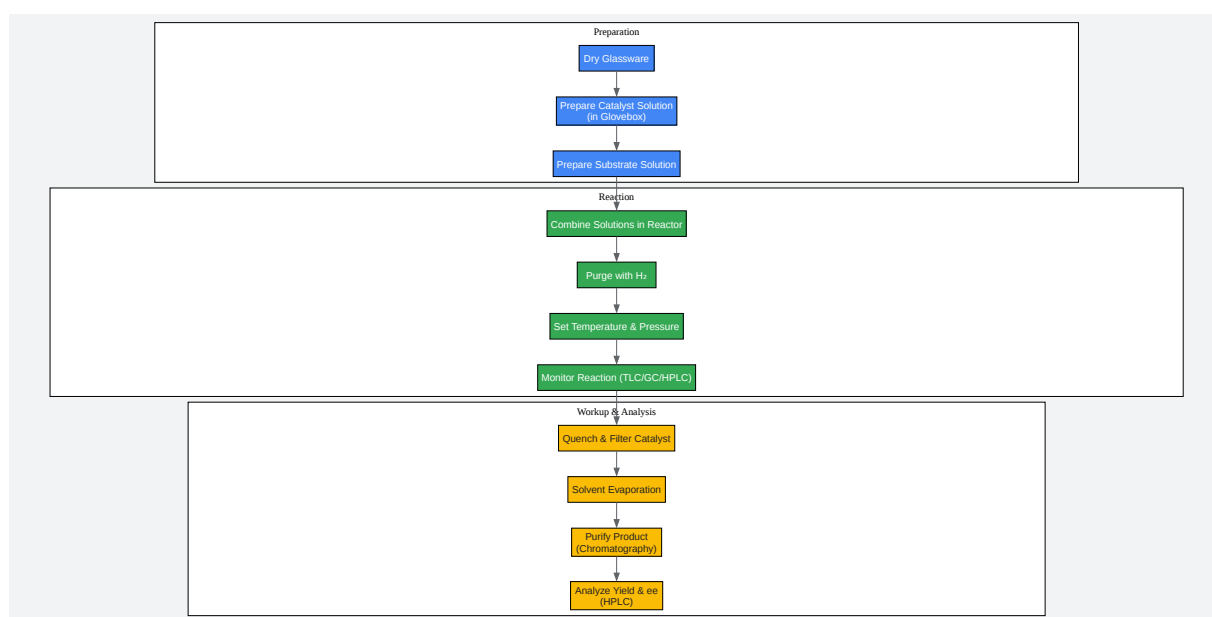 Preparation
Dry Glassware
Prepare Catalyst Solution
(in Glovebox)
Prepare Substrate Solution
Reaction
Combine Solutions in Reactor
Purge with H₂
Set Temperature & Pressure
Monitor Reaction (TLC/GC/HPLC)
Workup & Analysis
Quench & Filter Catalyst
Solvent Evaporation
Purify Product
(Chromatography)
Analyze Yield & ee
(HPLC)